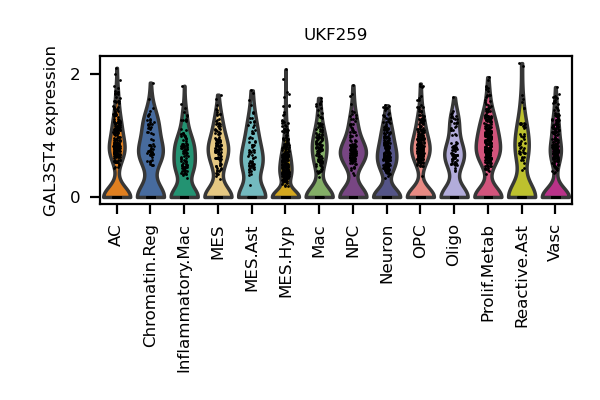 UKF259
GAL3ST4 expression
2
0
AC
Chromatin.Reg
Inflammatory.Mac
MES
MES.Ast
MES.Hyp
Mac
NPC
Neuron
OPC
Oligo
Prolif.Metab
Reactive.Ast
Vasc